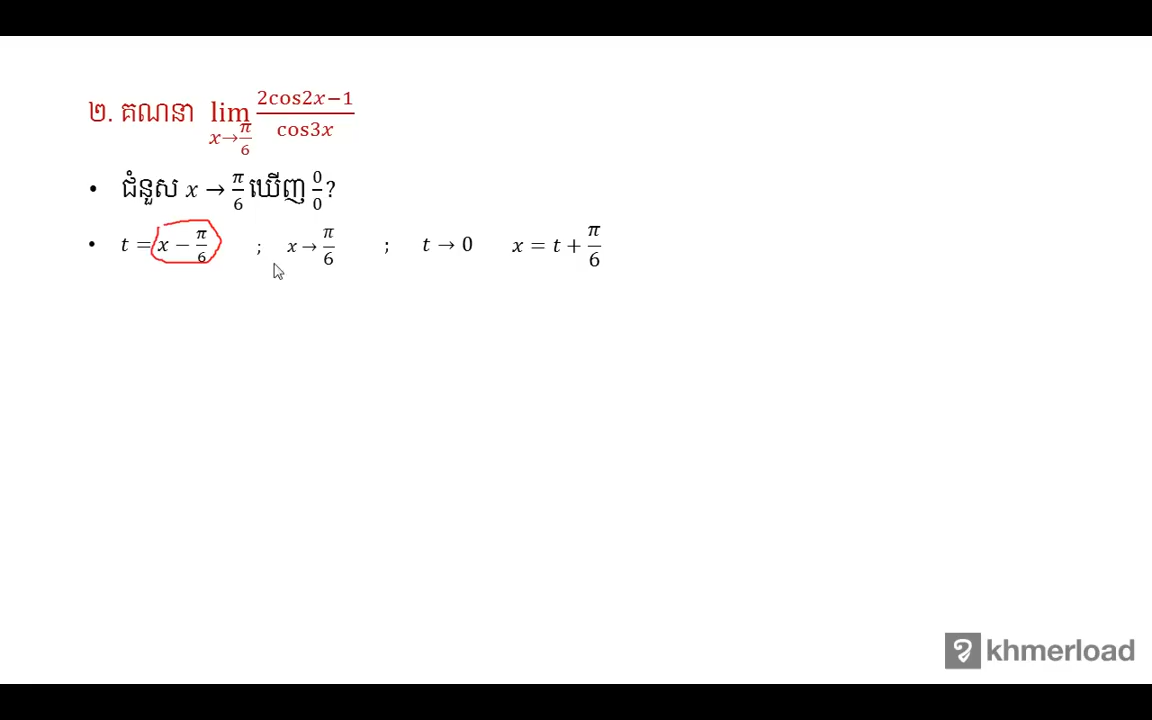 ២. គណនា lim x→π/6 (2cos2x−1)/(cos3x)
• ជំនួស x → π/6 ឃើញ 0/0?
• t = x − π/6 ; x → π/6 ; t → 0 x = t + π/6
khmerload